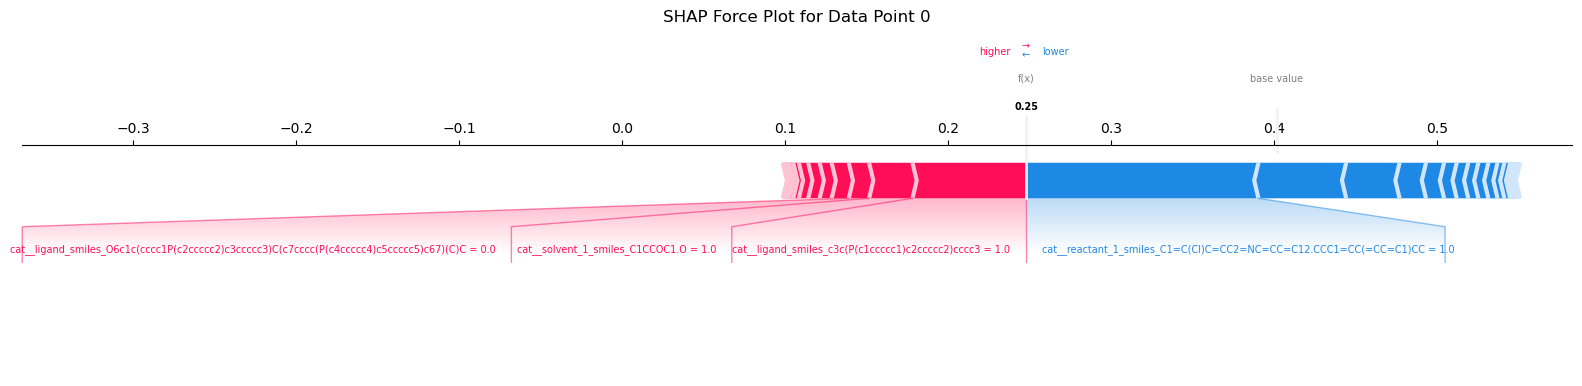 SHAP Force Plot for Data Point 0
higher → lower
←
f(x) base value
0.25
−0.3 −0.2 −0.1 0.0 0.1 0.2 0.3 0.4 0.5
cat__ligand_smiles_O6c1c(cccc1P(c2ccccc2)c3ccccc3)C(c7cccc(P(c4ccccc4)c5ccccc5)c67)(C)C = 0.0 cat__solvent_1_smiles_C1CCOC1.O = 1.0 cat__ligand_smiles_c3c(P(c1ccccc1)c2ccccc2)cccc3 = 1.0 cat__reactant_1_smiles_C1=C(Cl)C=CC2=NC=CC=C12.CCC1=CC(=CC=C1)CC = 1.0